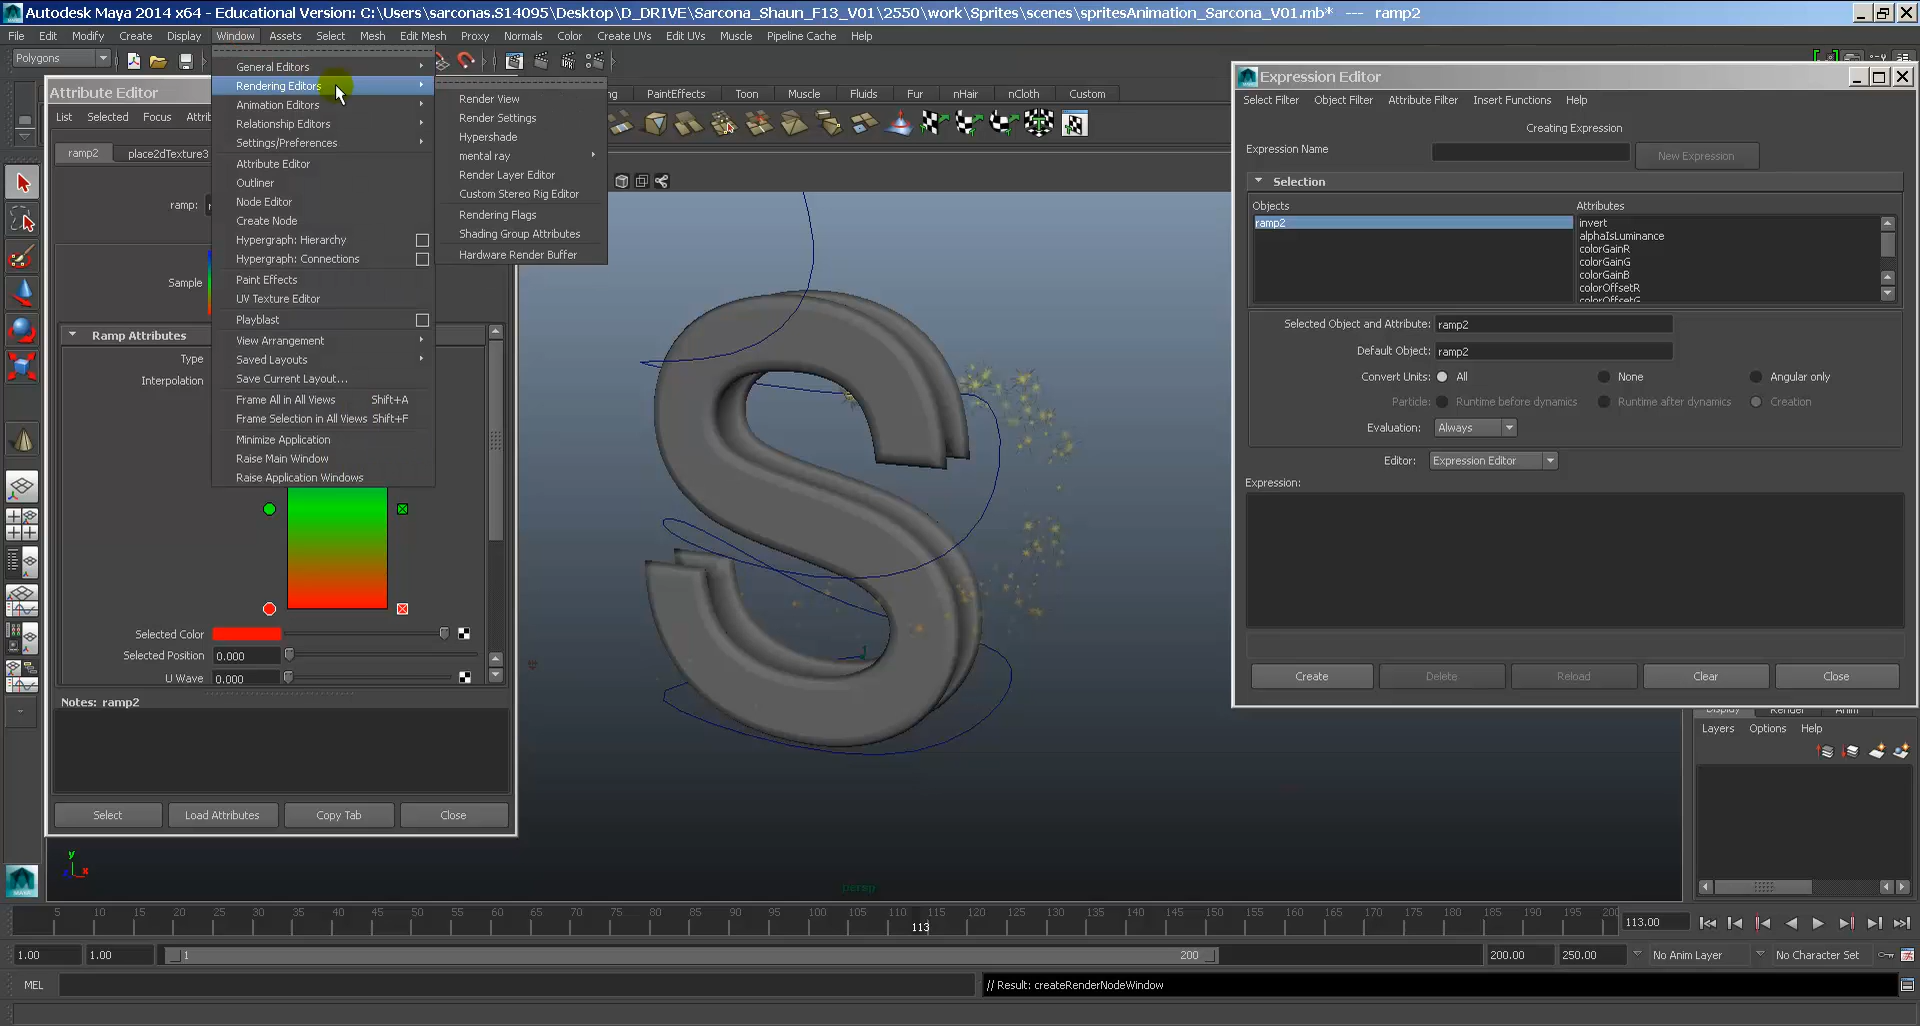 Autodesk Maya 2014 x64 - Educational Version: C:\Users\sarconas.S14095\Desktop\D_DRIVE\Sarcona_Shaun_F13_V01\2550\work\Sprites\scenes\spritesAnimation_Sarcona_V01.mb* --- ramp2
File Edit Modify Create Display Window Assets Select Mesh Edit Mesh Proxy Normals Color Create UVs Edit UVs Muscle Pipeline Cache Help
Polygons
General Editors
Rendering Editors
Animation Editors
Relationship Editors
Settings/Preferences
Attribute Editor
Outliner
Node Editor
Create Node
Hypergraph: Hierarchy
Hypergraph: Connections
Paint Effects
UV Texture Editor
Playblast
View Arrangement
Saved Layouts
Save Current Layout...
Frame All in All Views Shift+A
Frame Selection in All Views Shift+F
Minimize Application
Raise Main Window
Raise Application Windows
Render View
Render Settings
Hypershade
mental ray
Render Layer Editor
Custom Stereo Rig Editor
Rendering Flags
Shading Group Attributes
Hardware Render Buffer
PaintEffects Toon Muscle Fluids Fur nHair nCloth Custom
Attribute Editor
List Selected Focus
ramp2 place2dTexture3
ramp:
Sample
Ramp Attributes
Type
Interpolation
Selected Color
Selected Position 0.000
U Wave 0.000
Notes: ramp2
Select Load Attributes Copy Tab Close
Expression Editor
Select Filter Object Filter Attribute Filter Insert Functions Help
Creating Expression
Expression Name New Expression
Selection
Objects Attributes
ramp2 invert
alphaIsLuminance
colorGainR
colorGainG
colorGainB
colorOffsetR
colorOffsetG
Selected Object and Attribute: ramp2
Default Object: ramp2
Convert Units: All None Angular only
Particle: Runtime before dynamics Runtime after dynamics Creation
Evaluation: Always
Editor: Expression Editor
Expression:
Create Delete Reload Clear Close
Display Render Anim
Layers Options Help
y
x
persp
5 10 15 20 25 30 35 40 45 50 55 60 65 70 75 80 85 90 95 100 105 110 115 120 125 130 135 140 145 150 155 160 165 170 175 180 185 190 195 200
113
113.00
1.00 1.00 1 200 200.00 250.00 No Anim Layer No Character Set
MEL // Result: createRenderNodeWindow